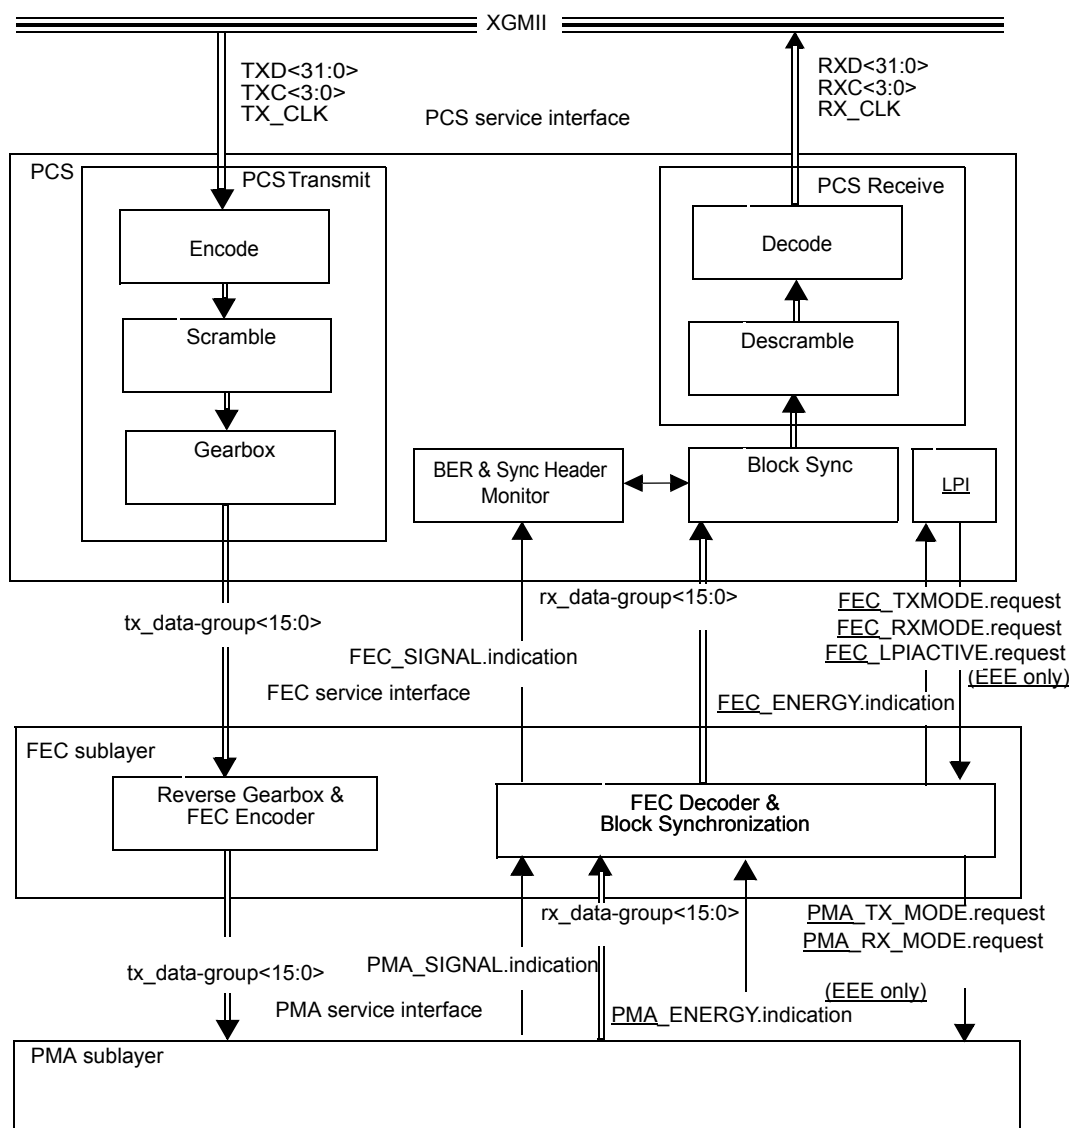 XGMII
TXD<31:0>
TXC<3:0>
TX_CLK
RXD<31:0>
RXC<3:0>
RX_CLK
PCS service interface
PCS
PCS Transmit
PCS Receive
Encode
Decode
Scramble
Descramble
Gearbox
BER & Sync Header
Monitor
Block Sync
LPI
tx_data-group<15:0>
rx_data-group<15:0>
FEC_TXMODE.request
FEC_RXMODE.request
FEC_LPIACTIVE.request
(EEE only)
FEC_SIGNAL.indication
FEC service interface
FEC_ENERGY.indication
FEC sublayer
Reverse Gearbox &
FEC Encoder
FEC Decoder &
Block Synchronization
rx_data-group<15:0>
PMA_TX_MODE.request
PMA_RX_MODE.request
tx_data-group<15:0>
PMA_SIGNAL.indication
(EEE only)
PMA service interface
PMA_ENERGY.indication
PMA sublayer